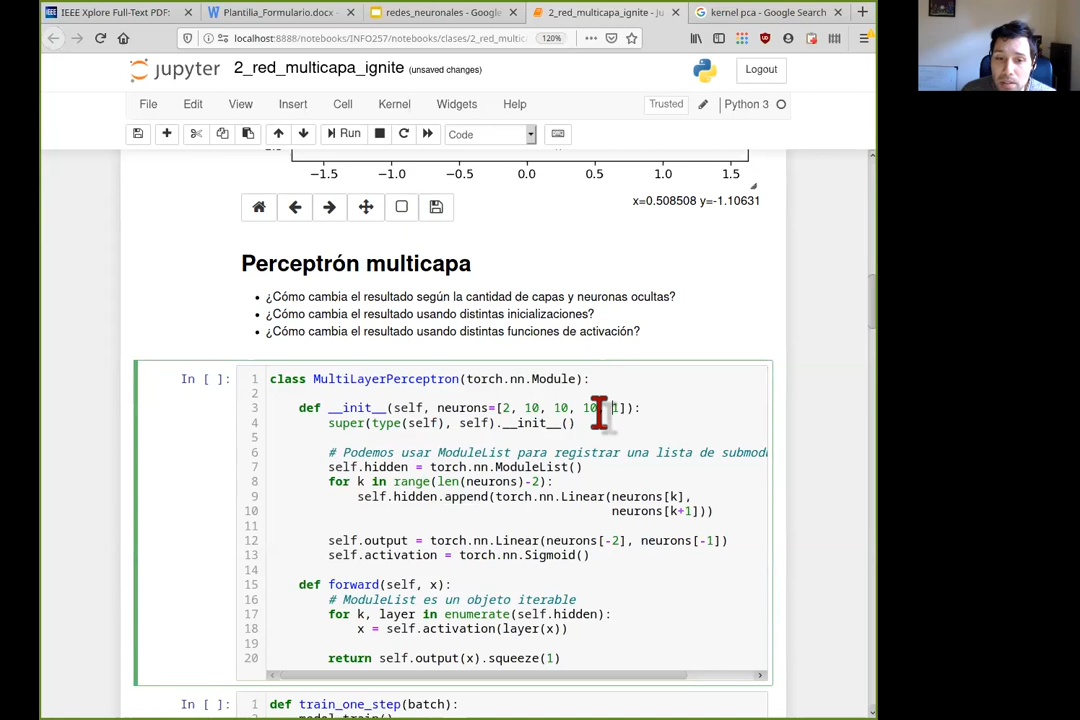 IEEE Xplore Full-Text PDF:
Plantilla_Formulario.docx
redes_neuronales - Google
2_red_multicapa_ignite - Ju
kernel pca - Google Search
localhost:8888/notebooks/INFO257/notebooks/clases/2_red_multic
120%
jupyter 2_red_multicapa_ignite (unsaved changes)
Logout
File Edit View Insert Cell Kernel Widgets Help
Trusted
Python 3
Run
Code
−1.5 −1.0 −0.5 0.0 0.5 1.0 1.5
x=0.508508 y=-1.10631
Perceptrón multicapa
• ¿Cómo cambia el resultado según la cantidad de capas y neuronas ocultas?
• ¿Cómo cambia el resultado usando distintas inicializaciones?
• ¿Cómo cambia el resultado usando distintas funciones de activación?
In [ ]:
1 class MultiLayerPerceptron(torch.nn.Module):
2
3 def __init__(self, neurons=[2, 10, 10, 10, 1]):
4 super(type(self), self).__init__()
5
6 # Podemos usar ModuleList para registrar una lista de submod
7 self.hidden = torch.nn.ModuleList()
8 for k in range(len(neurons)-2):
9 self.hidden.append(torch.nn.Linear(neurons[k],
10 neurons[k+1]))
11
12 self.output = torch.nn.Linear(neurons[-2], neurons[-1])
13 self.activation = torch.nn.Sigmoid()
14
15 def forward(self, x):
16 # ModuleList es un objeto iterable
17 for k, layer in enumerate(self.hidden):
18 x = self.activation(layer(x))
19
20 return self.output(x).squeeze(1)
In [ ]:
1 def train_one_step(batch):